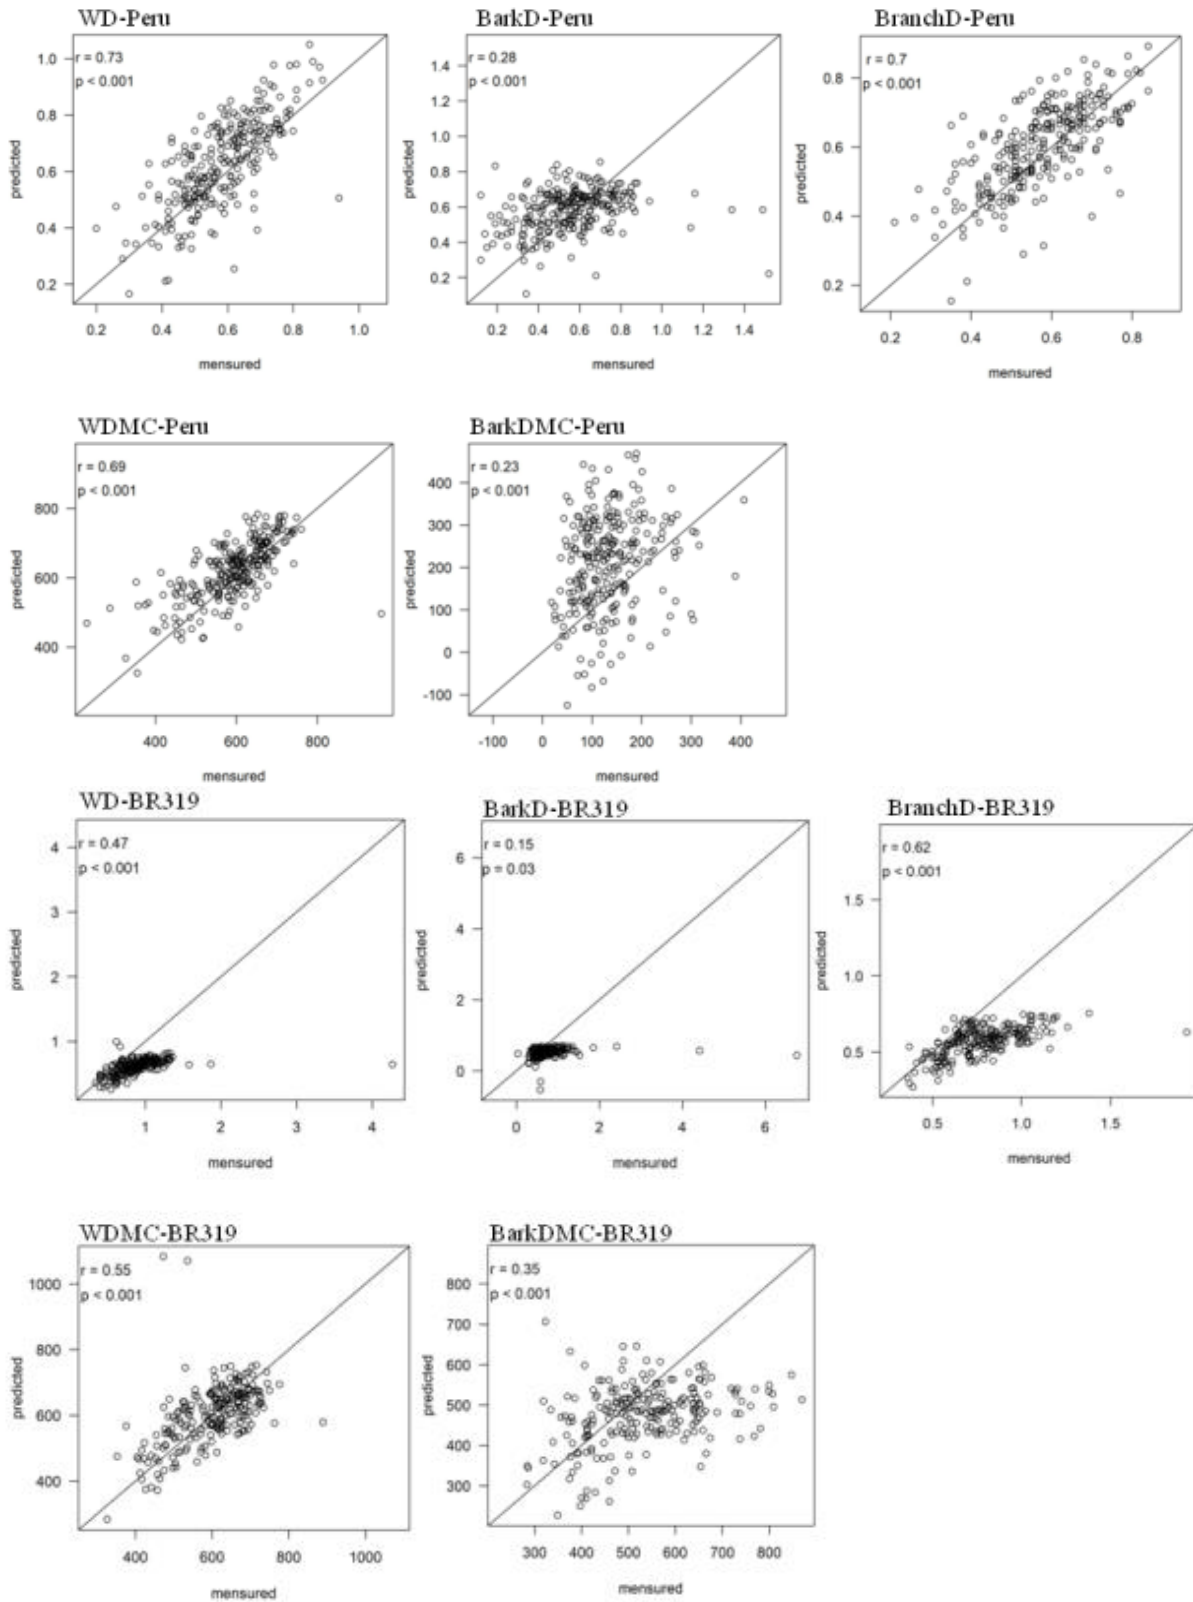 WD-Peru
r = 0.73
p < 0.001
1.0
0.8
0.6
0.4
0.2
predicted
0.2 0.4 0.6 0.8 1.0
mensured
BarkD-Peru
r = 0.28
p < 0.001
1.4
1.2
1.0
0.8
0.6
0.4
0.2
predicted
0.2 0.4 0.6 0.8 1.0 1.2 1.4
mensured
BranchD-Peru
r = 0.7
p < 0.001
0.8
0.6
0.4
0.2
predicted
0.2 0.4 0.6 0.8
mensured
WDMC-Peru
r = 0.69
p < 0.001
800
600
400
predicted
400 600 800
mensured
BarkDMC-Peru
r = 0.23
p < 0.001
400
300
200
100
0
-100
predicted
-100 0 100 200 300 400
mensured
WD-BR319
r = 0.47
p < 0.001
4
3
2
1
predicted
1 2 3 4
mensured
BarkD-BR319
r = 0.15
p = 0.03
6
4
2
0
predicted
0 2 4 6
mensured
BranchD-BR319
r = 0.62
p < 0.001
1.5
1.0
0.5
predicted
0.5 1.0 1.5
mensured
WDMC-BR319
r = 0.55
p < 0.001
1000
800
600
400
predicted
400 600 800 1000
mensured
BarkDMC-BR319
r = 0.35
p < 0.001
800
700
600
500
400
300
predicted
300 400 500 600 700 800
mensured